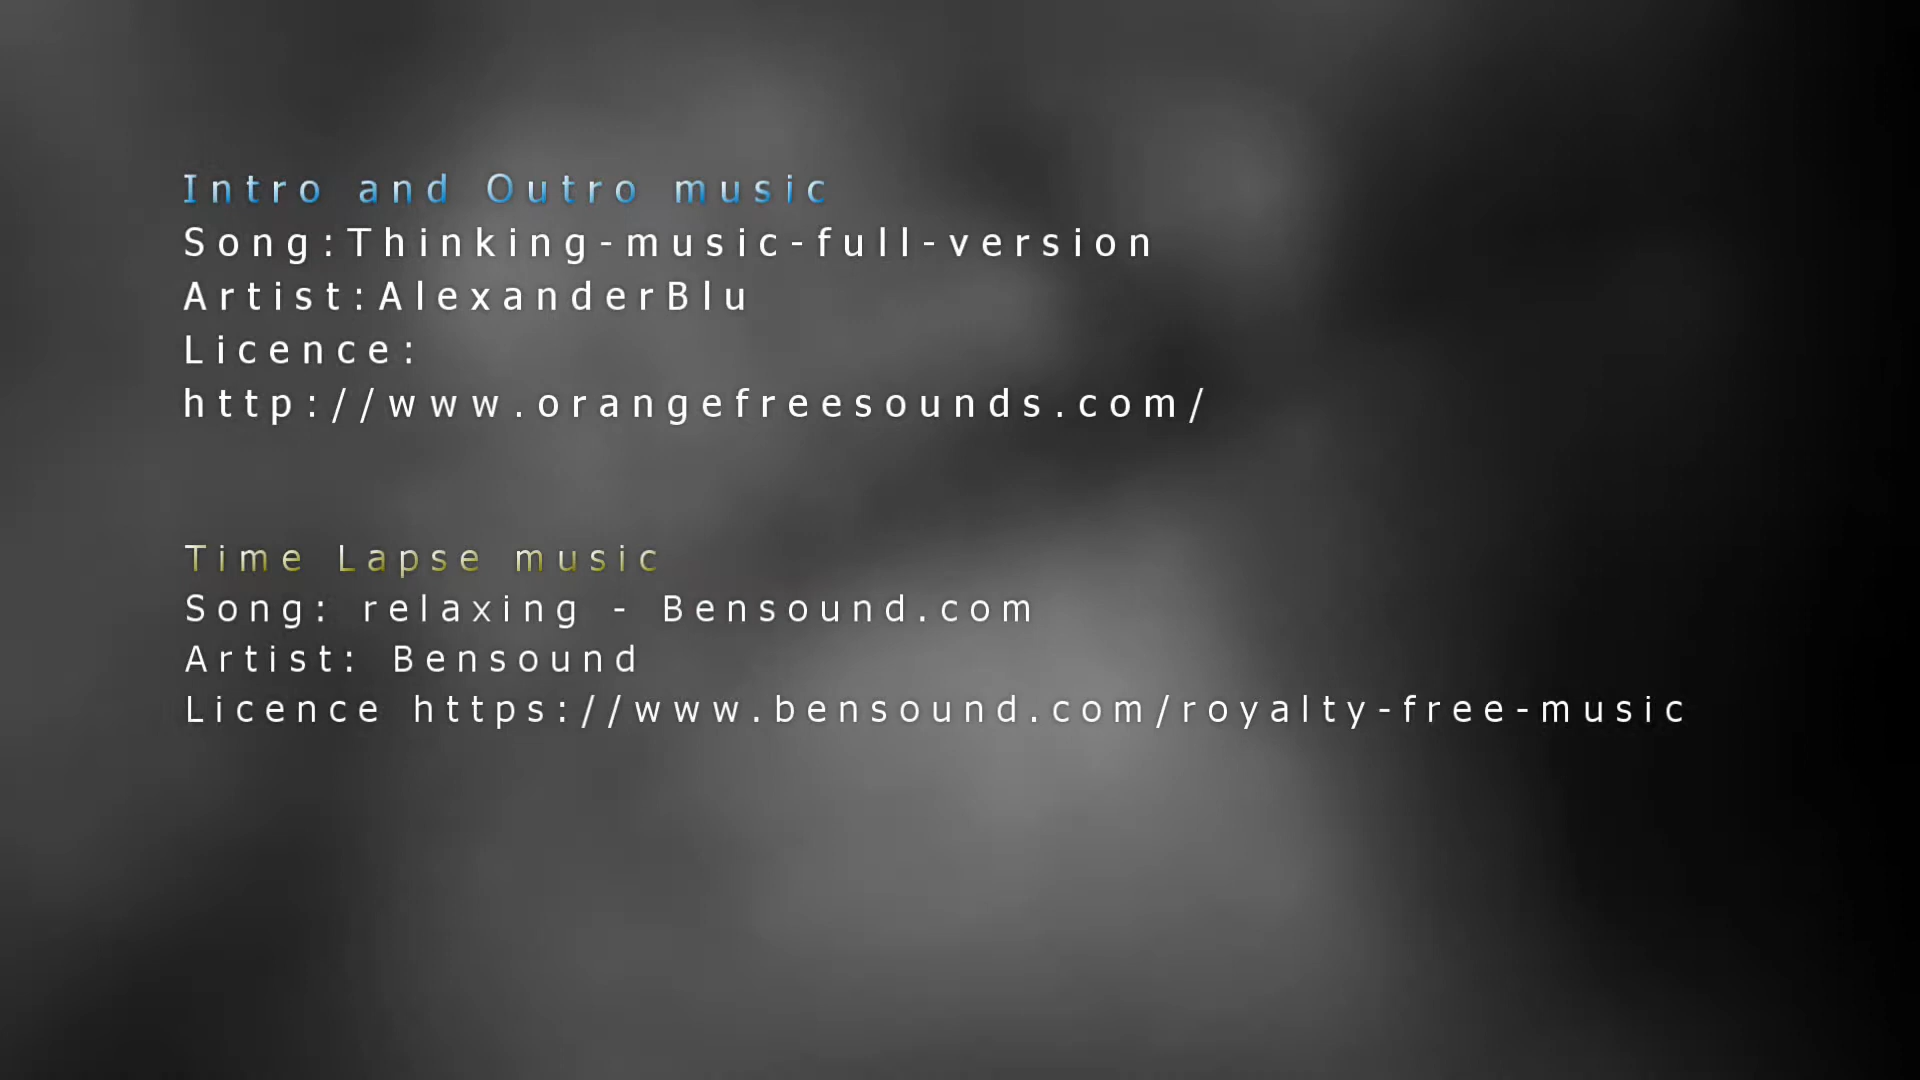 Intro and Outro music
Song:Thinking-music-full-version
Artist:AlexanderBlu
Licence:
http://www.orangefreesounds.com/
Time Lapse music
Song: relaxing - Bensound.com
Artist: Bensound
Licence https://www.bensound.com/royalty-free-music